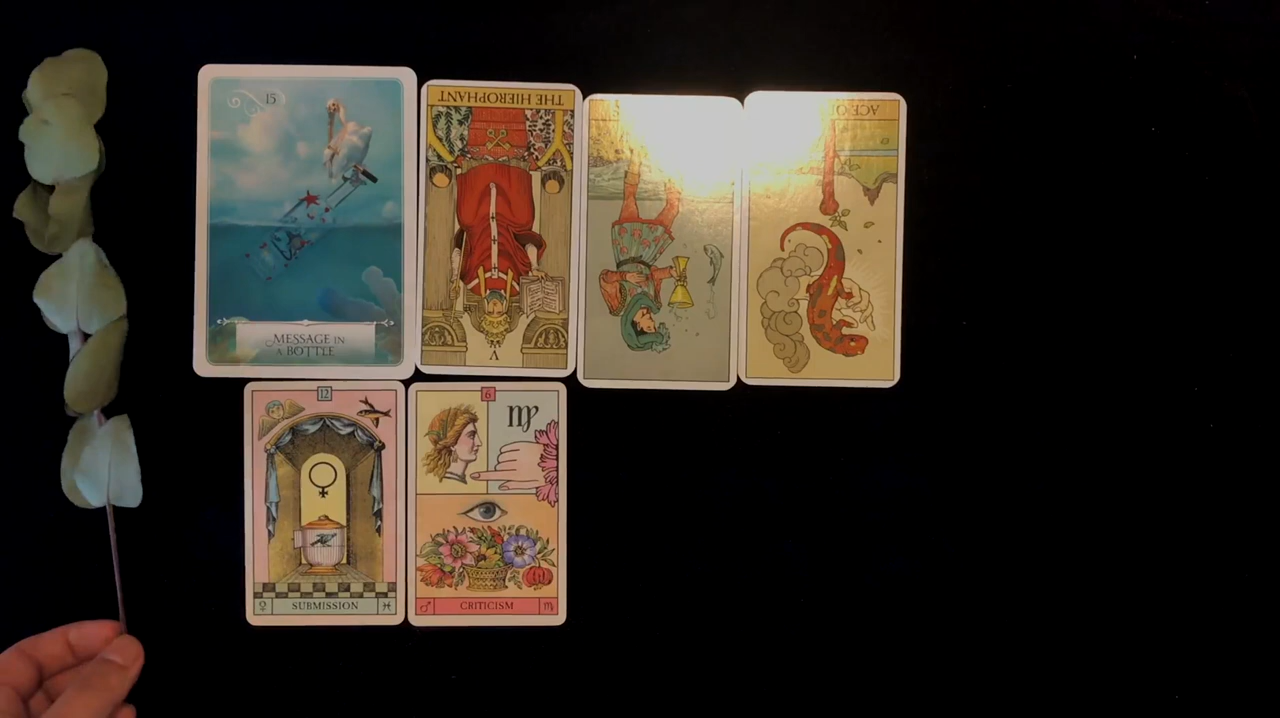 15
MESSAGE IN
A BOTTLE
THE HIEROPHANT
V
ACE O
12
SUBMISSION
6
CRITICISM